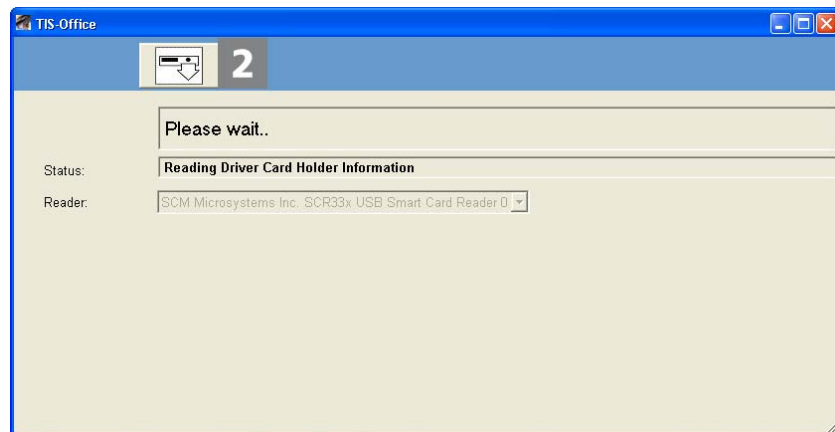 TIS-Office
2
Please wait..
Status: Reading Driver Card Holder Information
Reader: SCM Microsystems Inc. SCR33x USB Smart Card Reader 0